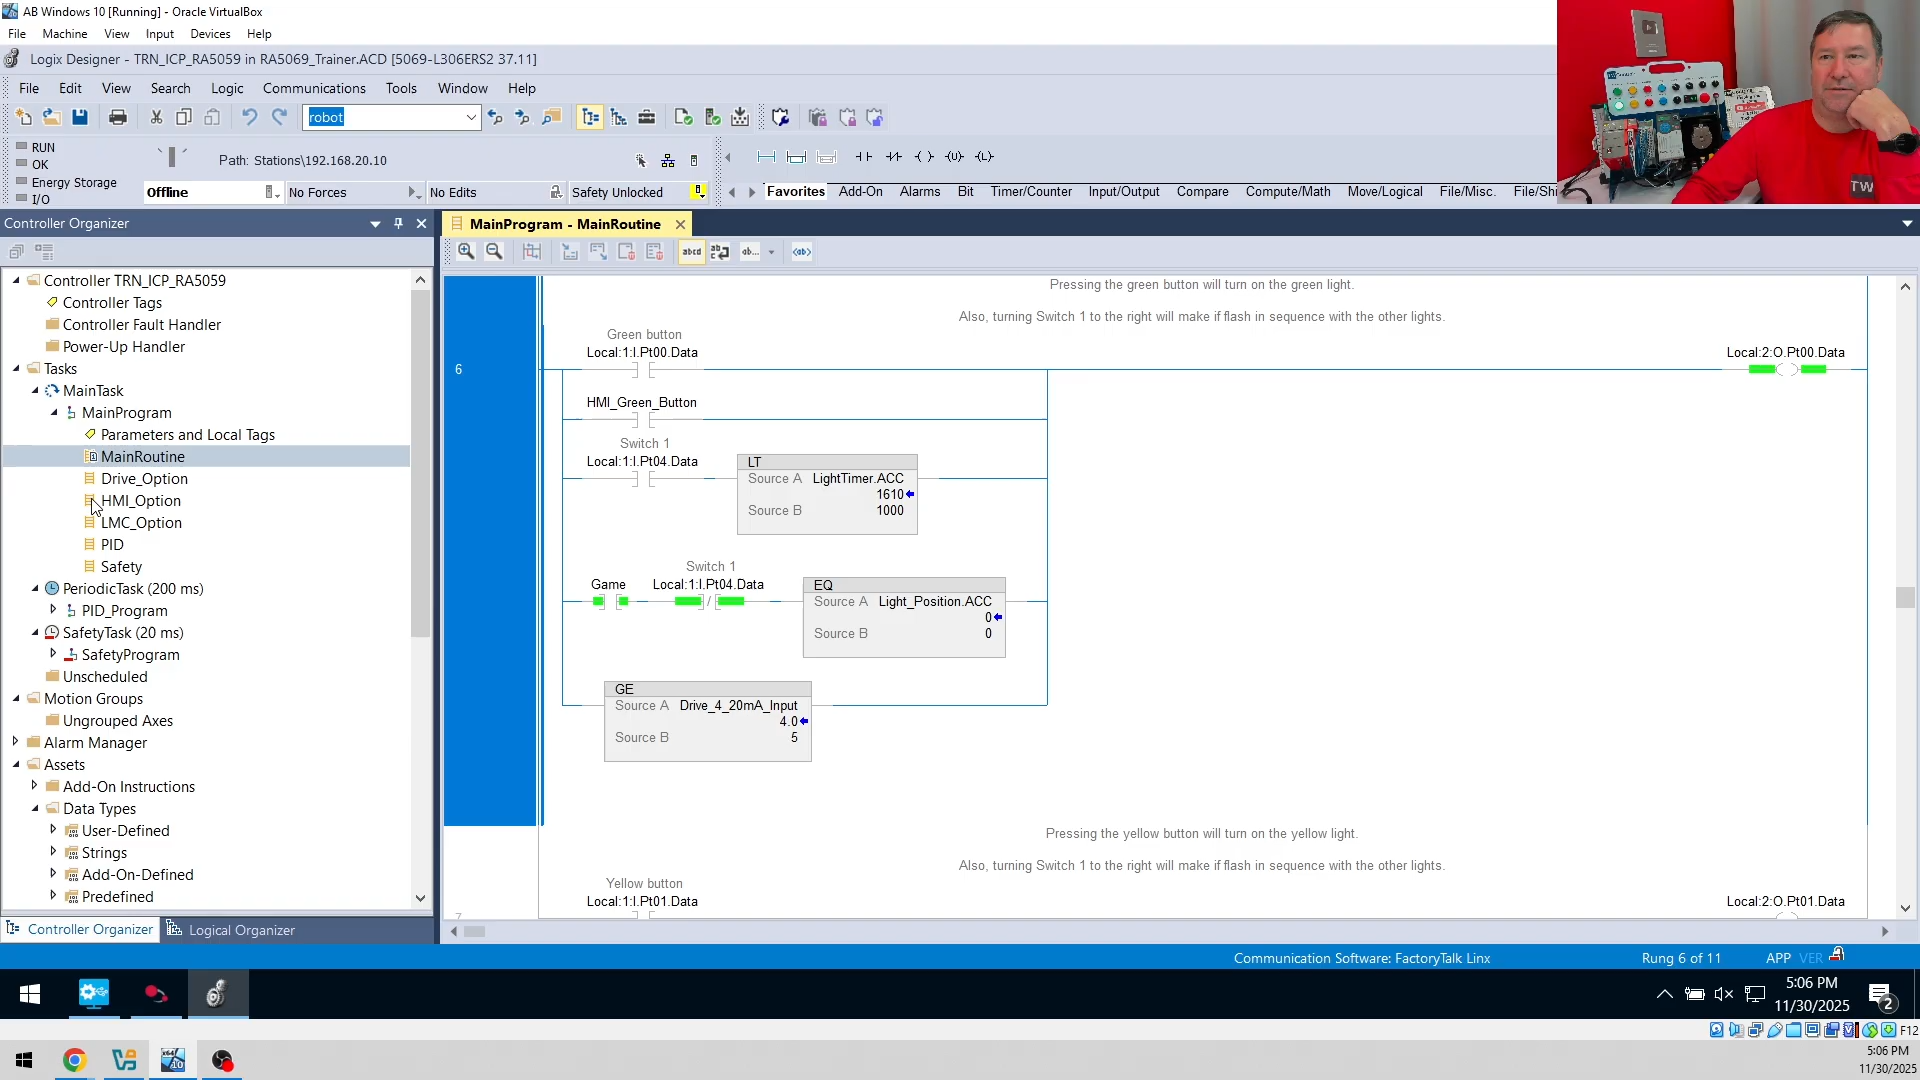 AB Windows 10 [Running] - Oracle VirtualBox
File Machine View Input Devices Help
Logix Designer - TRN_ICP_RA5059 in RA5069_Trainer.ACD [5069-L306ERS2 37.11]
File Edit View Search Logic Communications Tools Window Help
robot
RUN
OK
Energy Storage
I/O
Path: Stations\192.168.20.10
Offline No Forces No Edits Safety Unlocked
Favorites Add-On Alarms Bit Timer/Counter Input/Output Compare Compute/Math Move/Logical File/Misc. File/Shi
Controller Organizer
Controller TRN_ICP_RA5059
Controller Tags
Controller Fault Handler
Power-Up Handler
Tasks
MainTask
MainProgram
Parameters and Local Tags
MainRoutine
Drive_Option
HMI_Option
LMC_Option
PID
Safety
PeriodicTask (200 ms)
PID_Program
SafetyTask (20 ms)
SafetyProgram
Unscheduled
Motion Groups
Ungrouped Axes
Alarm Manager
Assets
Add-On Instructions
Data Types
User-Defined
Strings
Add-On-Defined
Predefined
Controller Organizer Logical Organizer
MainProgram - MainRoutine
abcd ab...
Pressing the green button will turn on the green light.
Also, turning Switch 1 to the right will make if flash in sequence with the other lights.
Green button
Local:1:I.Pt00.Data Local:2:O.Pt00.Data
6
HMI_Green_Button
Switch 1
Local:1:I.Pt04.Data
LT
Source A LightTimer.ACC
1610
Source B 1000
Switch 1
Game Local:1:I.Pt04.Data
EQ
Source A Light_Position.ACC
0
Source B 0
GE
Source A Drive_4_20mA_Input
4.0
Source B 5
Pressing the yellow button will turn on the yellow light.
Also, turning Switch 1 to the right will make if flash in sequence with the other lights.
Yellow button
Local:1:I.Pt01.Data Local:2:O.Pt01.Data
7
Communication Software: FactoryTalk Linx Rung 6 of 11 APP VER
5:06 PM
11/30/2025
2
F12
5:06 PM
11/30/2025
TW